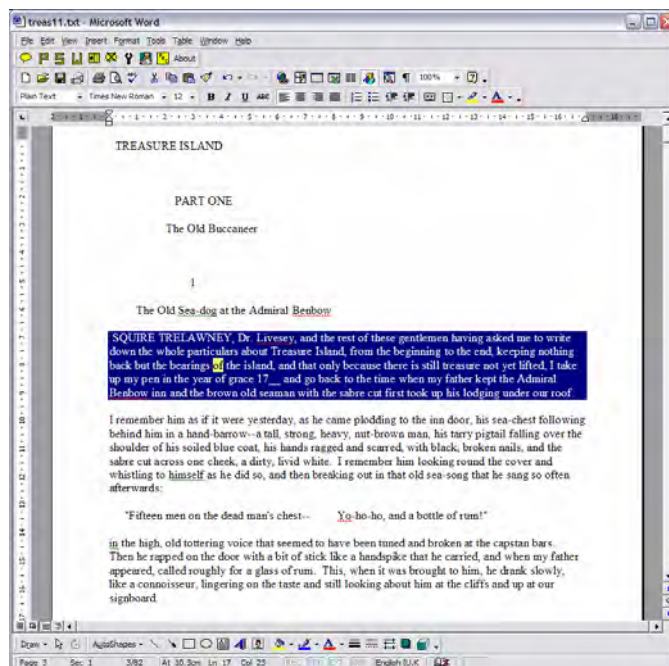 treas11.txt - Microsoft Word
File Edit View Insert Format Tools Table Window Help
About
100%
Plain Text Times New Roman 12 B I U ABC
TREASURE ISLAND
PART ONE
The Old Buccaneer
1
The Old Sea-dog at the Admiral Benbow
SQUIRE TRELAWNEY, Dr. Livesey, and the rest of these gentlemen having asked me to write
down the whole particulars about Treasure Island, from the beginning to the end, keeping nothing
back but the bearings of the island, and that only because there is still treasure not yet lifted, I take
up my pen in the year of grace 17__ and go back to the time when my father kept the Admiral
Benbow inn and the brown old seaman with the sabre cut first took up his lodging under our roof.
I remember him as if it were yesterday, as he came plodding to the inn door, his sea-chest following
behind him in a hand-barrow--a tall, strong, heavy, nut-brown man, his tarry pigtail falling over the
shoulder of his soiled blue coat, his hands ragged and scarred, with black, broken nails, and the
sabre cut across one cheek, a dirty, livid white. I remember him looking round the cover and
whistling to himself as he did so, and then breaking out in that old sea-song that he sang so often
afterwards:
"Fifteen men on the dead man's chest-- Yo-ho-ho, and a bottle of rum!"
in the high, old tottering voice that seemed to have been tuned and broken at the capstan bars.
Then he rapped on the door with a bit of stick like a handspike that he carried, and when my father
appeared, called roughly for a glass of rum. This, when it was brought to him, he drank slowly,
like a connoisseur, lingering on the taste and still looking about him at the cliffs and up at our
signboard.
Draw AutoShapes
Page 3 Sec 1 3/82 At 10.3cm Ln 17 Col 25 English (U.K